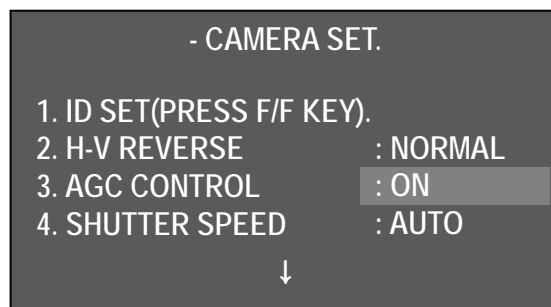 - CAMERA SET.
1. ID SET(PRESS F/F KEY).
2. H-V REVERSE : NORMAL
3. AGC CONTROL : ON
4. SHUTTER SPEED : AUTO
↓